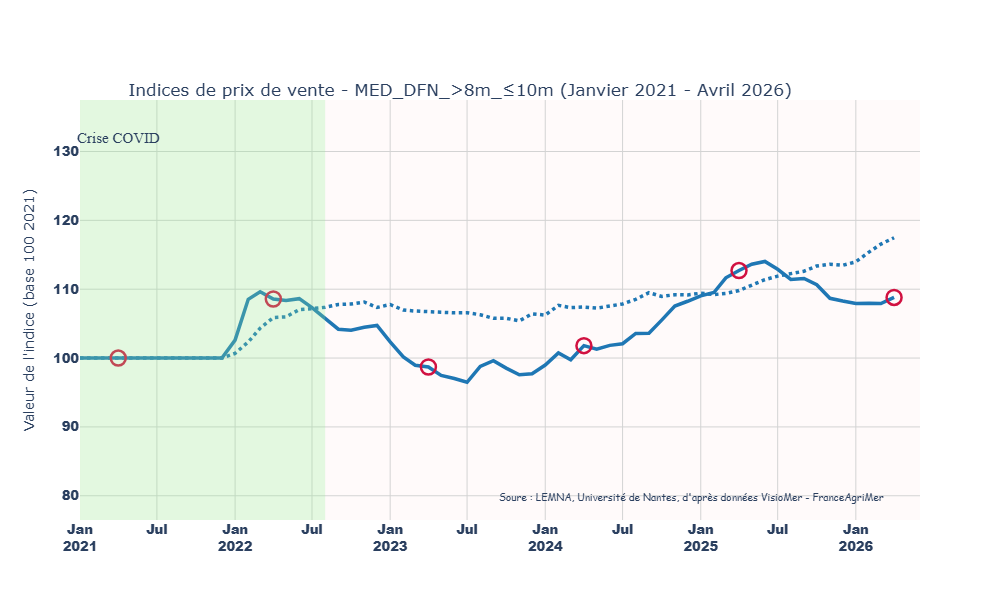 Indices de prix de vente - MED_DFN_>8m_≤10m (Janvier 2021 - Avril 2026)
Crise COVID
Valeur de l'indice (base 100 2021)
130
120
110
100
90
80
Soure : LEMNA, Université de Nantes, d'après données VisioMer - FranceAgriMer
Jan Jul Jan Jul Jan Jul Jan Jul Jan Jul Jan
2021 2022 2023 2024 2025 2026